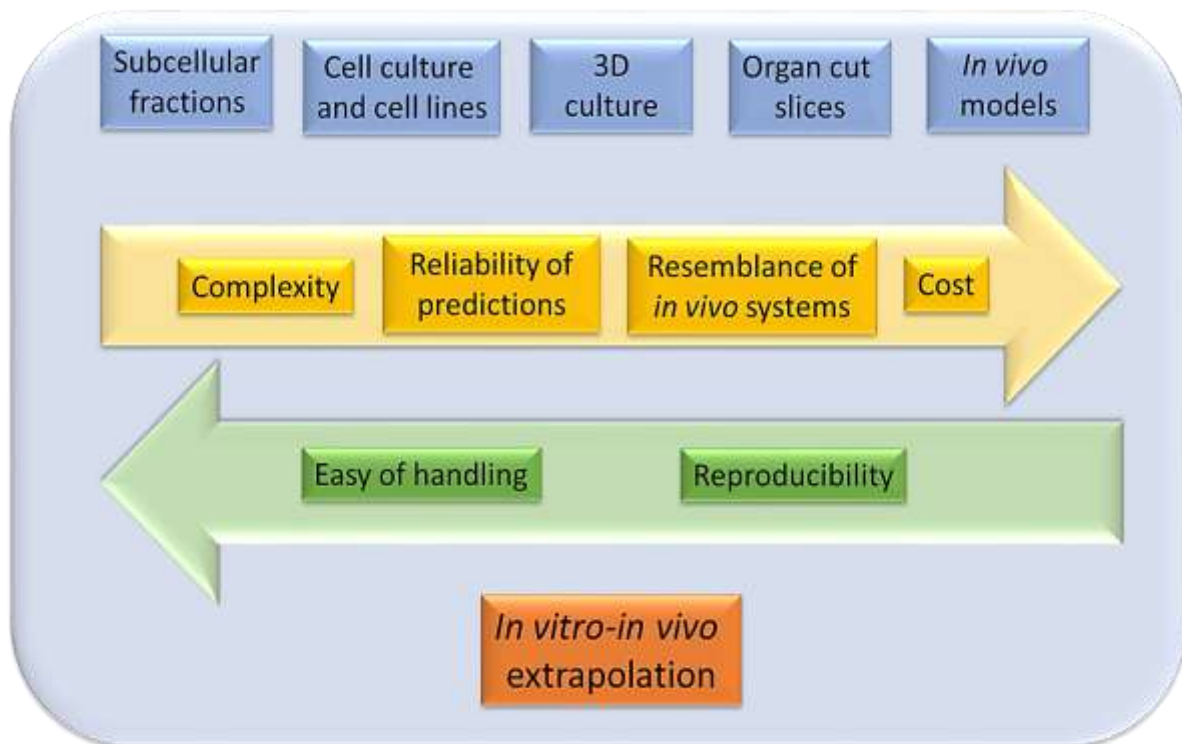 Subcellular
fractions
Cell culture
and cell lines
3D
culture
Organ cut
slices
In vivo
models
Complexity
Reliability of
predictions
Resemblance of
in vivo systems
Cost
Easy of handling
Reproducibility
In vitro-in vivo
extrapolation